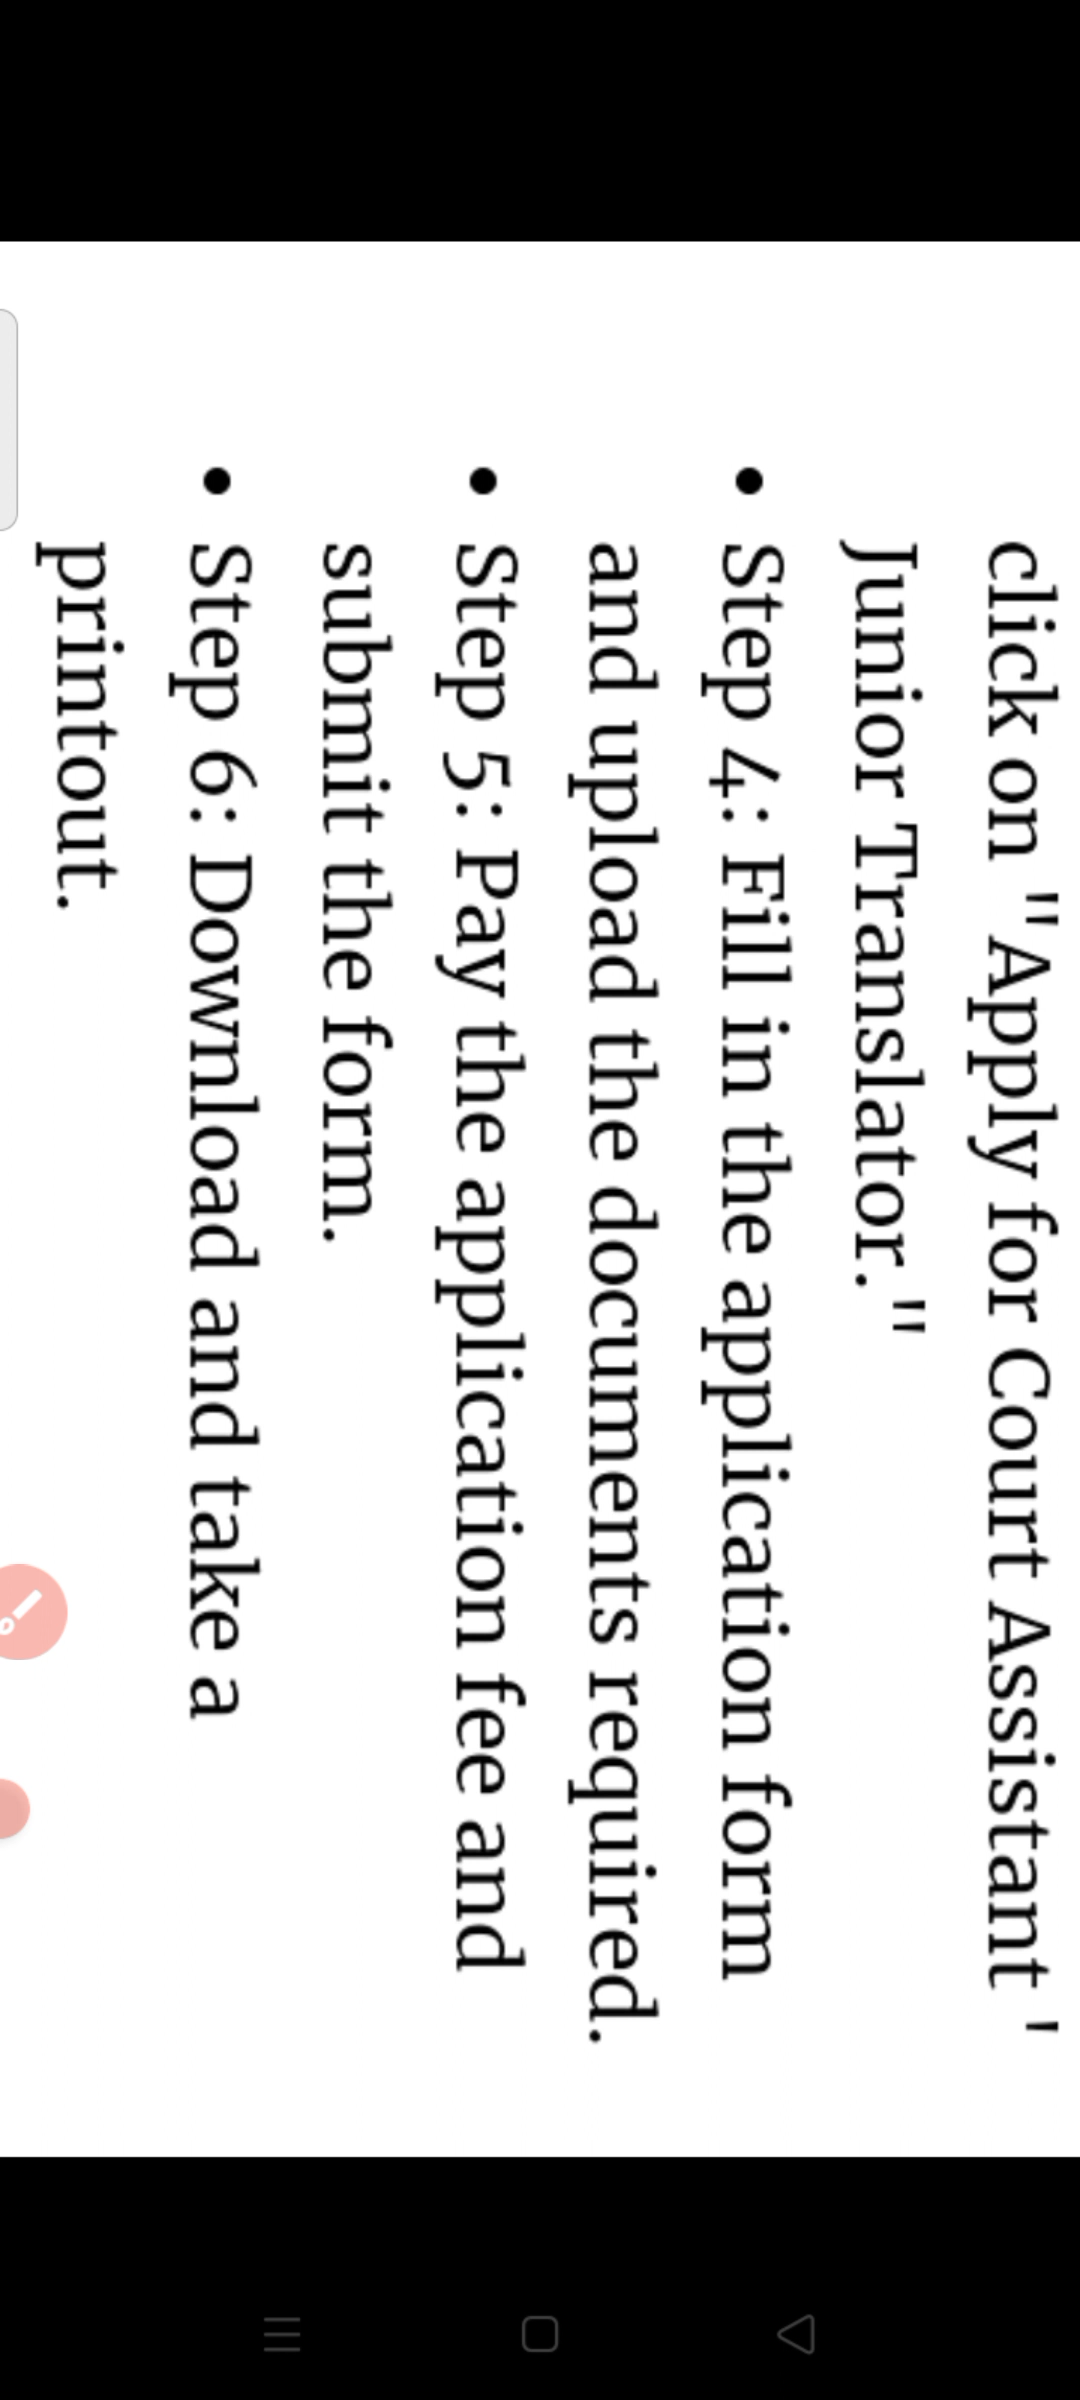 click on "Apply for Court Assistant '
Junior Translator."
• Step 4: Fill in the application form
and upload the documents required.
• Step 5: Pay the application fee and
submit the form.
• Step 6: Download and take a
printout.